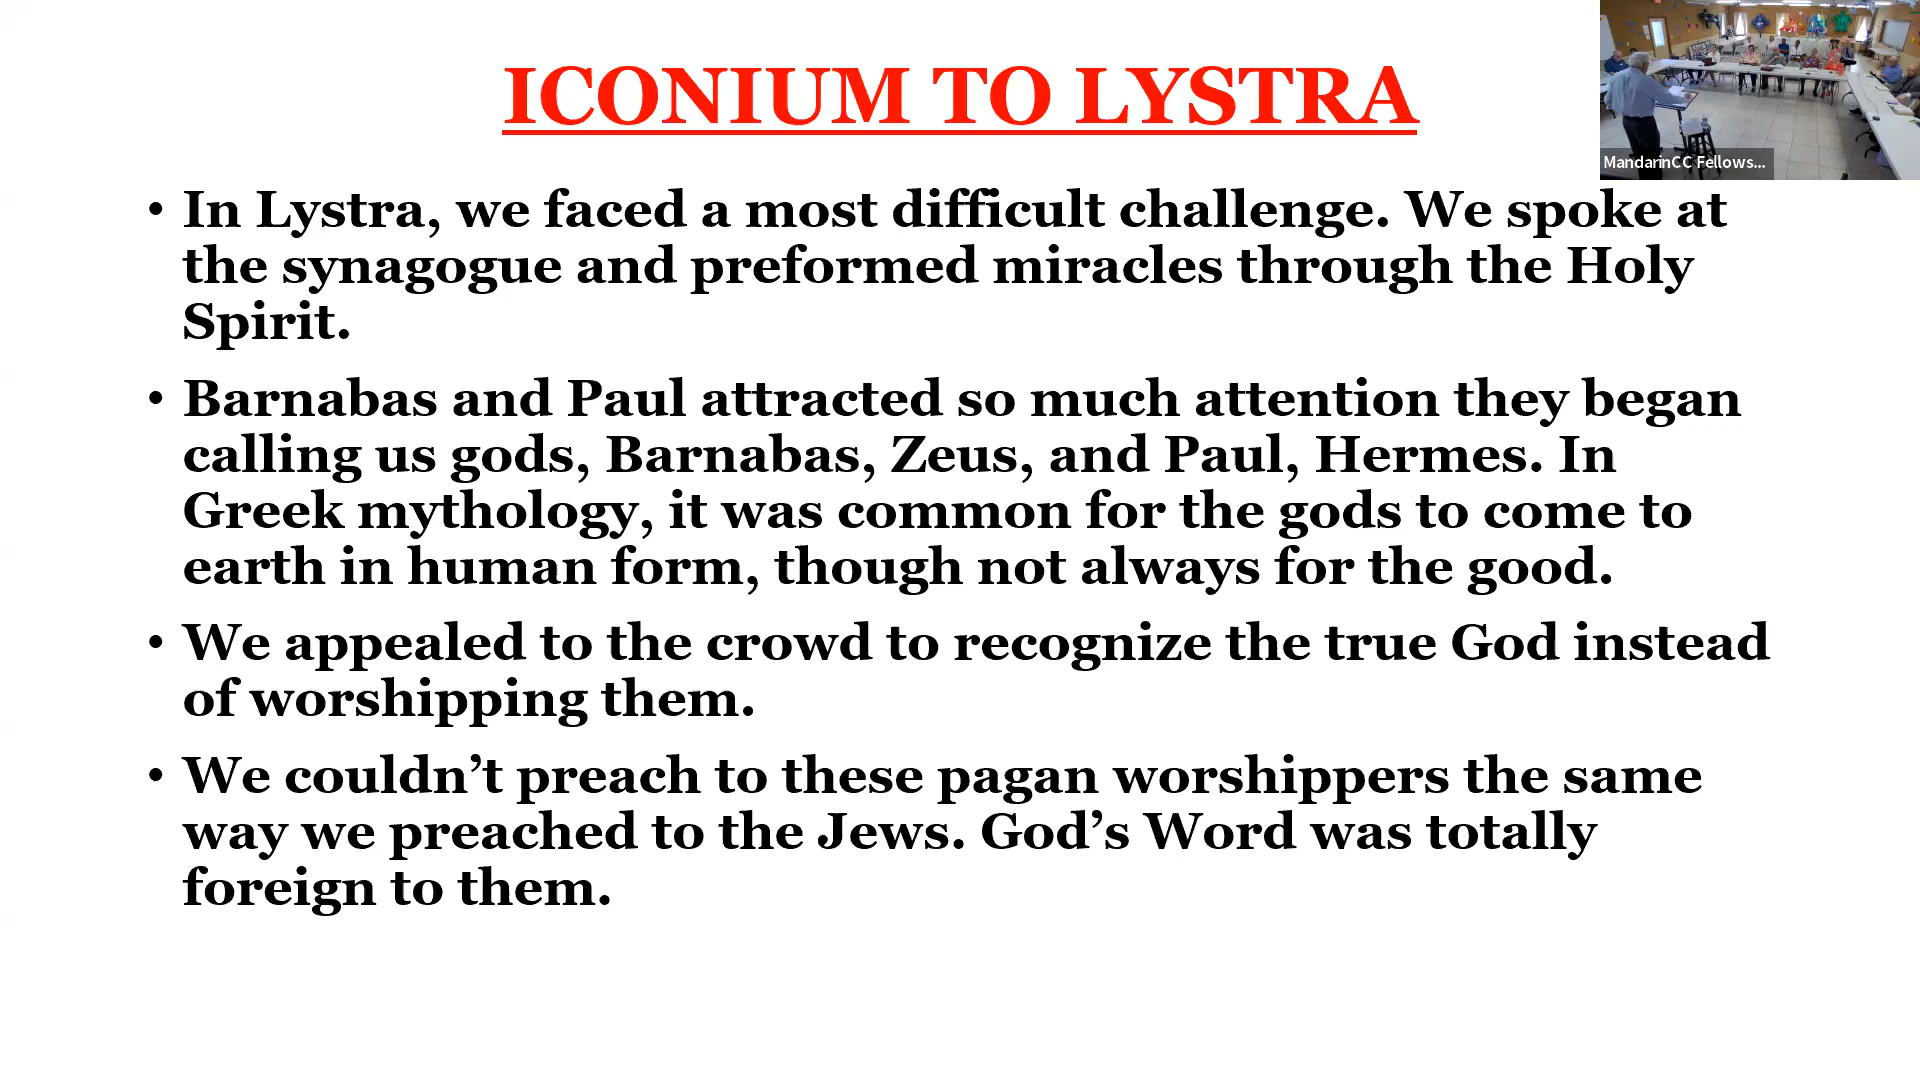 ICONIUM TO LYSTRA
MandarinCC Fellows...
• In Lystra, we faced a most difficult challenge. We spoke at
the synagogue and preformed miracles through the Holy
Spirit.
• Barnabas and Paul attracted so much attention they began
calling us gods, Barnabas, Zeus, and Paul, Hermes. In
Greek mythology, it was common for the gods to come to
earth in human form, though not always for the good.
• We appealed to the crowd to recognize the true God instead
of worshipping them.
• We couldn’t preach to these pagan worshippers the same
way we preached to the Jews. God’s Word was totally
foreign to them.